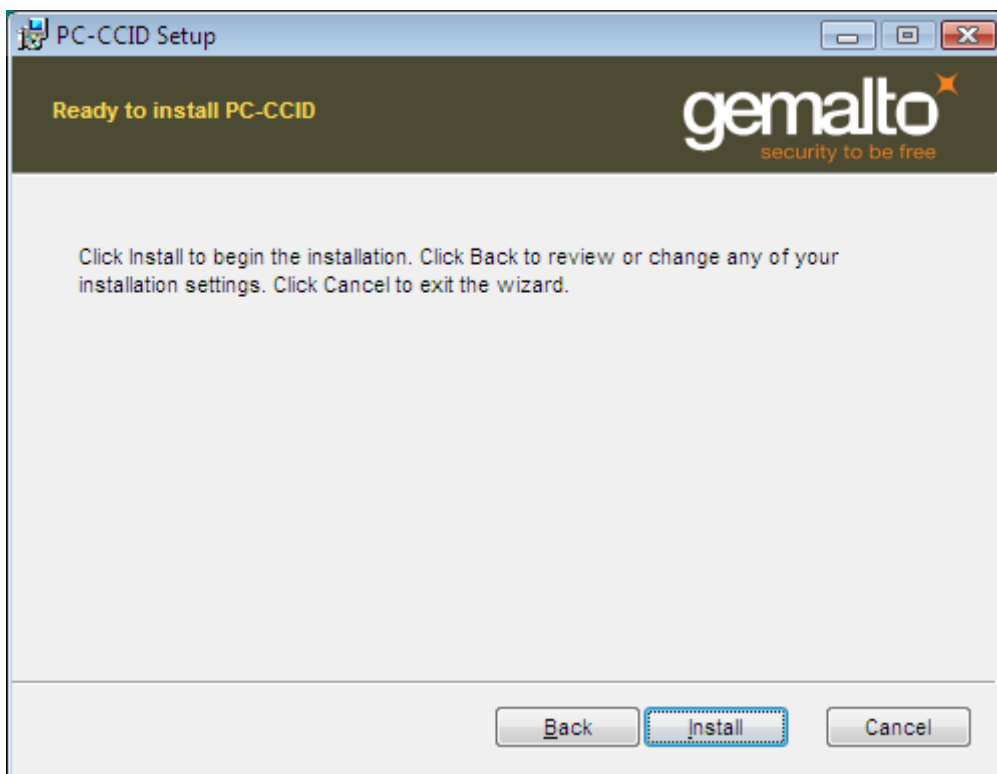 PC-CCID Setup
Ready to install PC-CCID
gemalto
security to be free
Click Install to begin the installation. Click Back to review or change any of your
installation settings. Click Cancel to exit the wizard.
Back
Install
Cancel